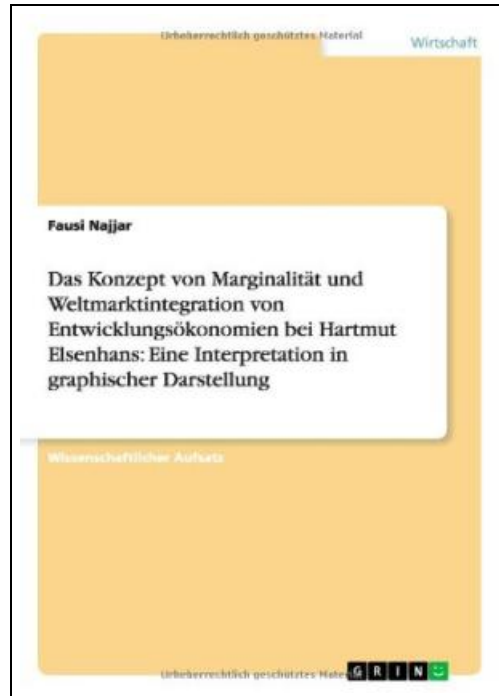 Urheberrechtlich geschütztes Material
Wirtschaft
Fausi Najjar
Das Konzept von Marginalität und
Weltmarktintegration von
Entwicklungsökonomien bei Hartmut
Elsenhans: Eine Interpretation in
graphischer Darstellung
Wissenschaftlicher Aufsatz
Urheberrechtlich geschütztes Mate
GRIN